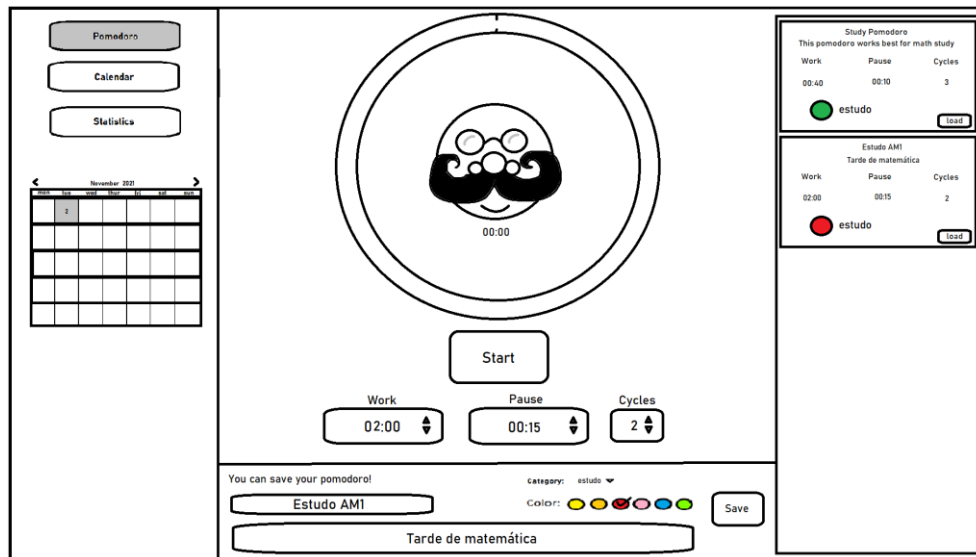 Pomodoro
Calendar
Statistics
November 2021
mon tue wed thur fri sat sun
2
00:00
Start
Work Pause Cycles
02:00 00:15 2
You can save your pomodoro!
Estudo AM1
Category: estudo
Color:
Save
Tarde de matemática
Study Pomodoro
This pomodoro works best for math study
Work Pause Cycles
00:40 00:10 3
estudo
load
Estudo AM1
Tarde de matemática
Work Pause Cycles
02:00 00:15 2
estudo
load